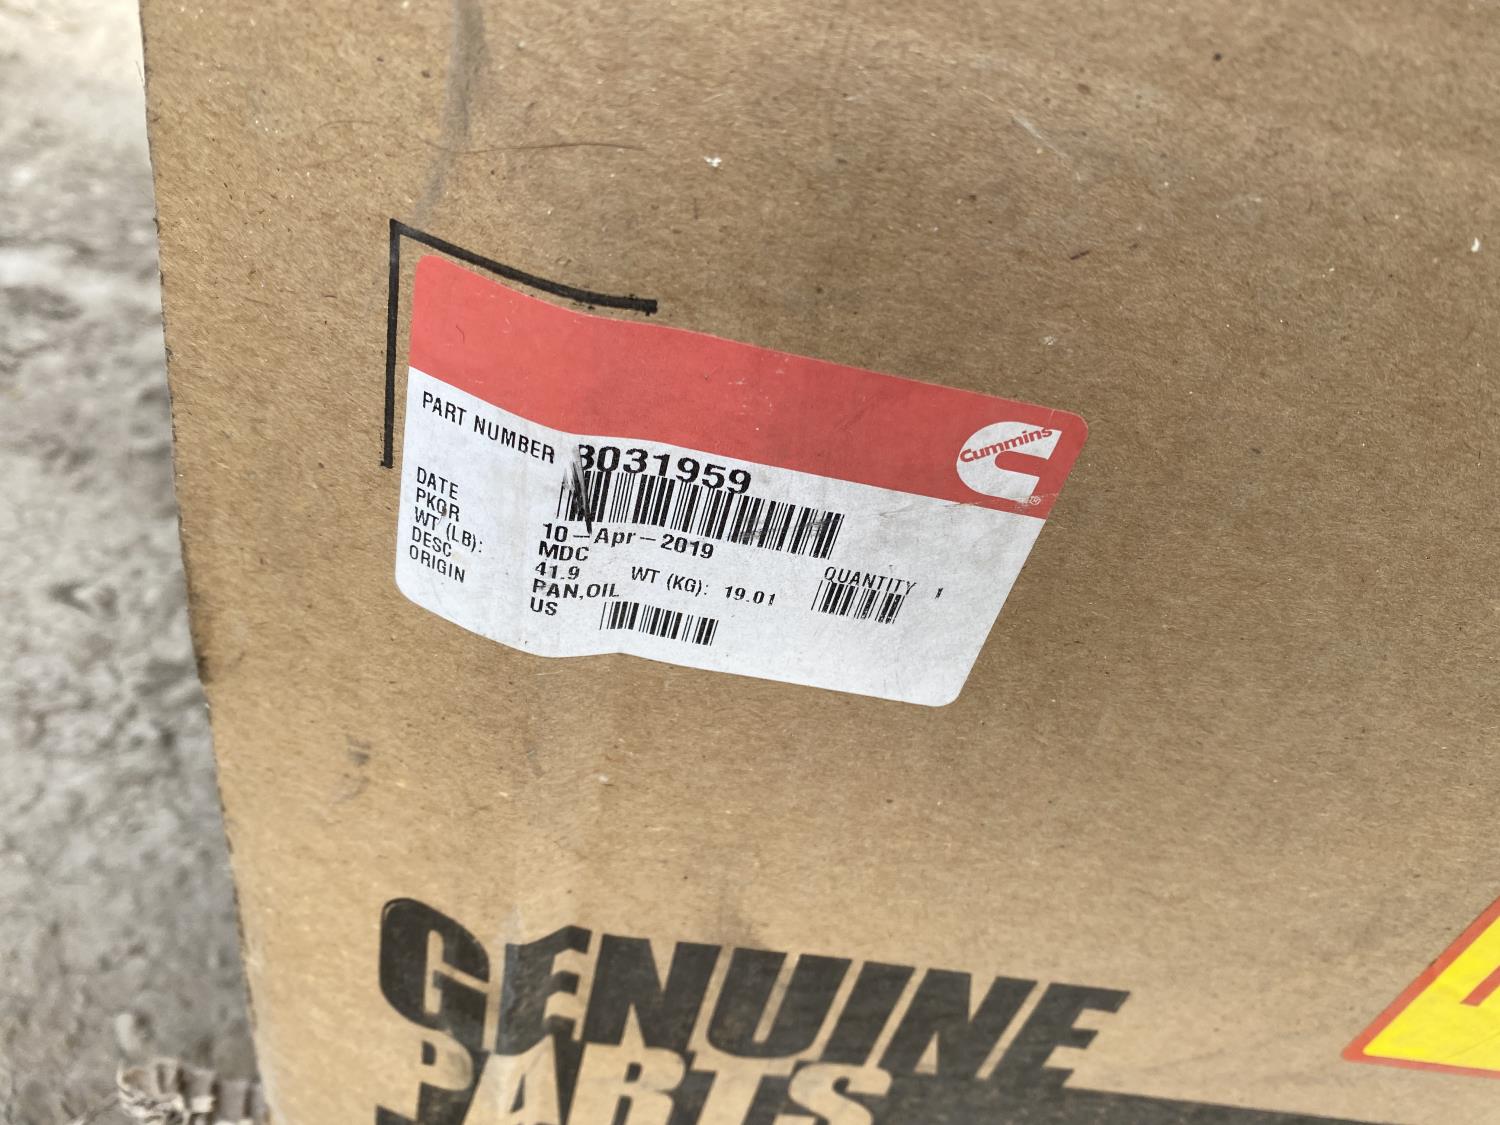 Cummins
PART NUMBER 3031959
DATE 10-Apr-2019
PKGR MDC
WT (LB): 41.9 WT (KG): 19.01 QUANTITY 1
DESC PAN,OIL
ORIGIN US
GENUINE
PARTS